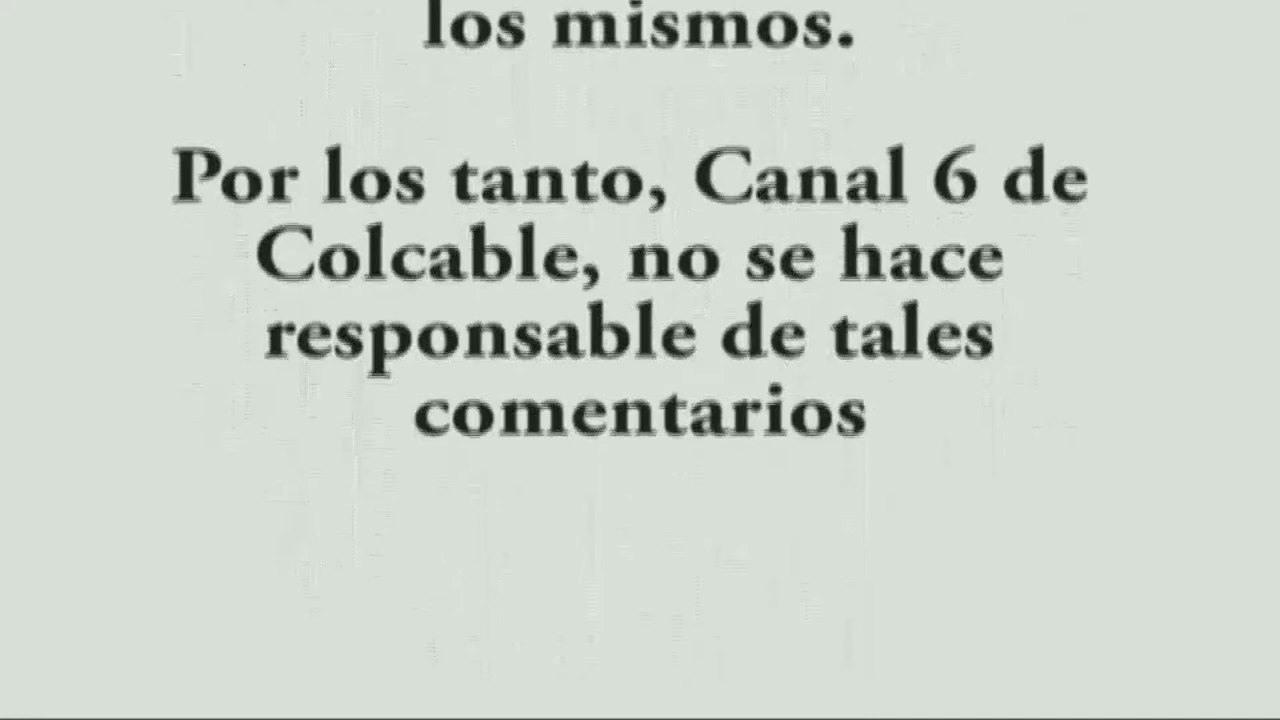 los mismos.
Por los tanto, Canal 6 de
Colcable, no se hace
responsable de tales
comentarios